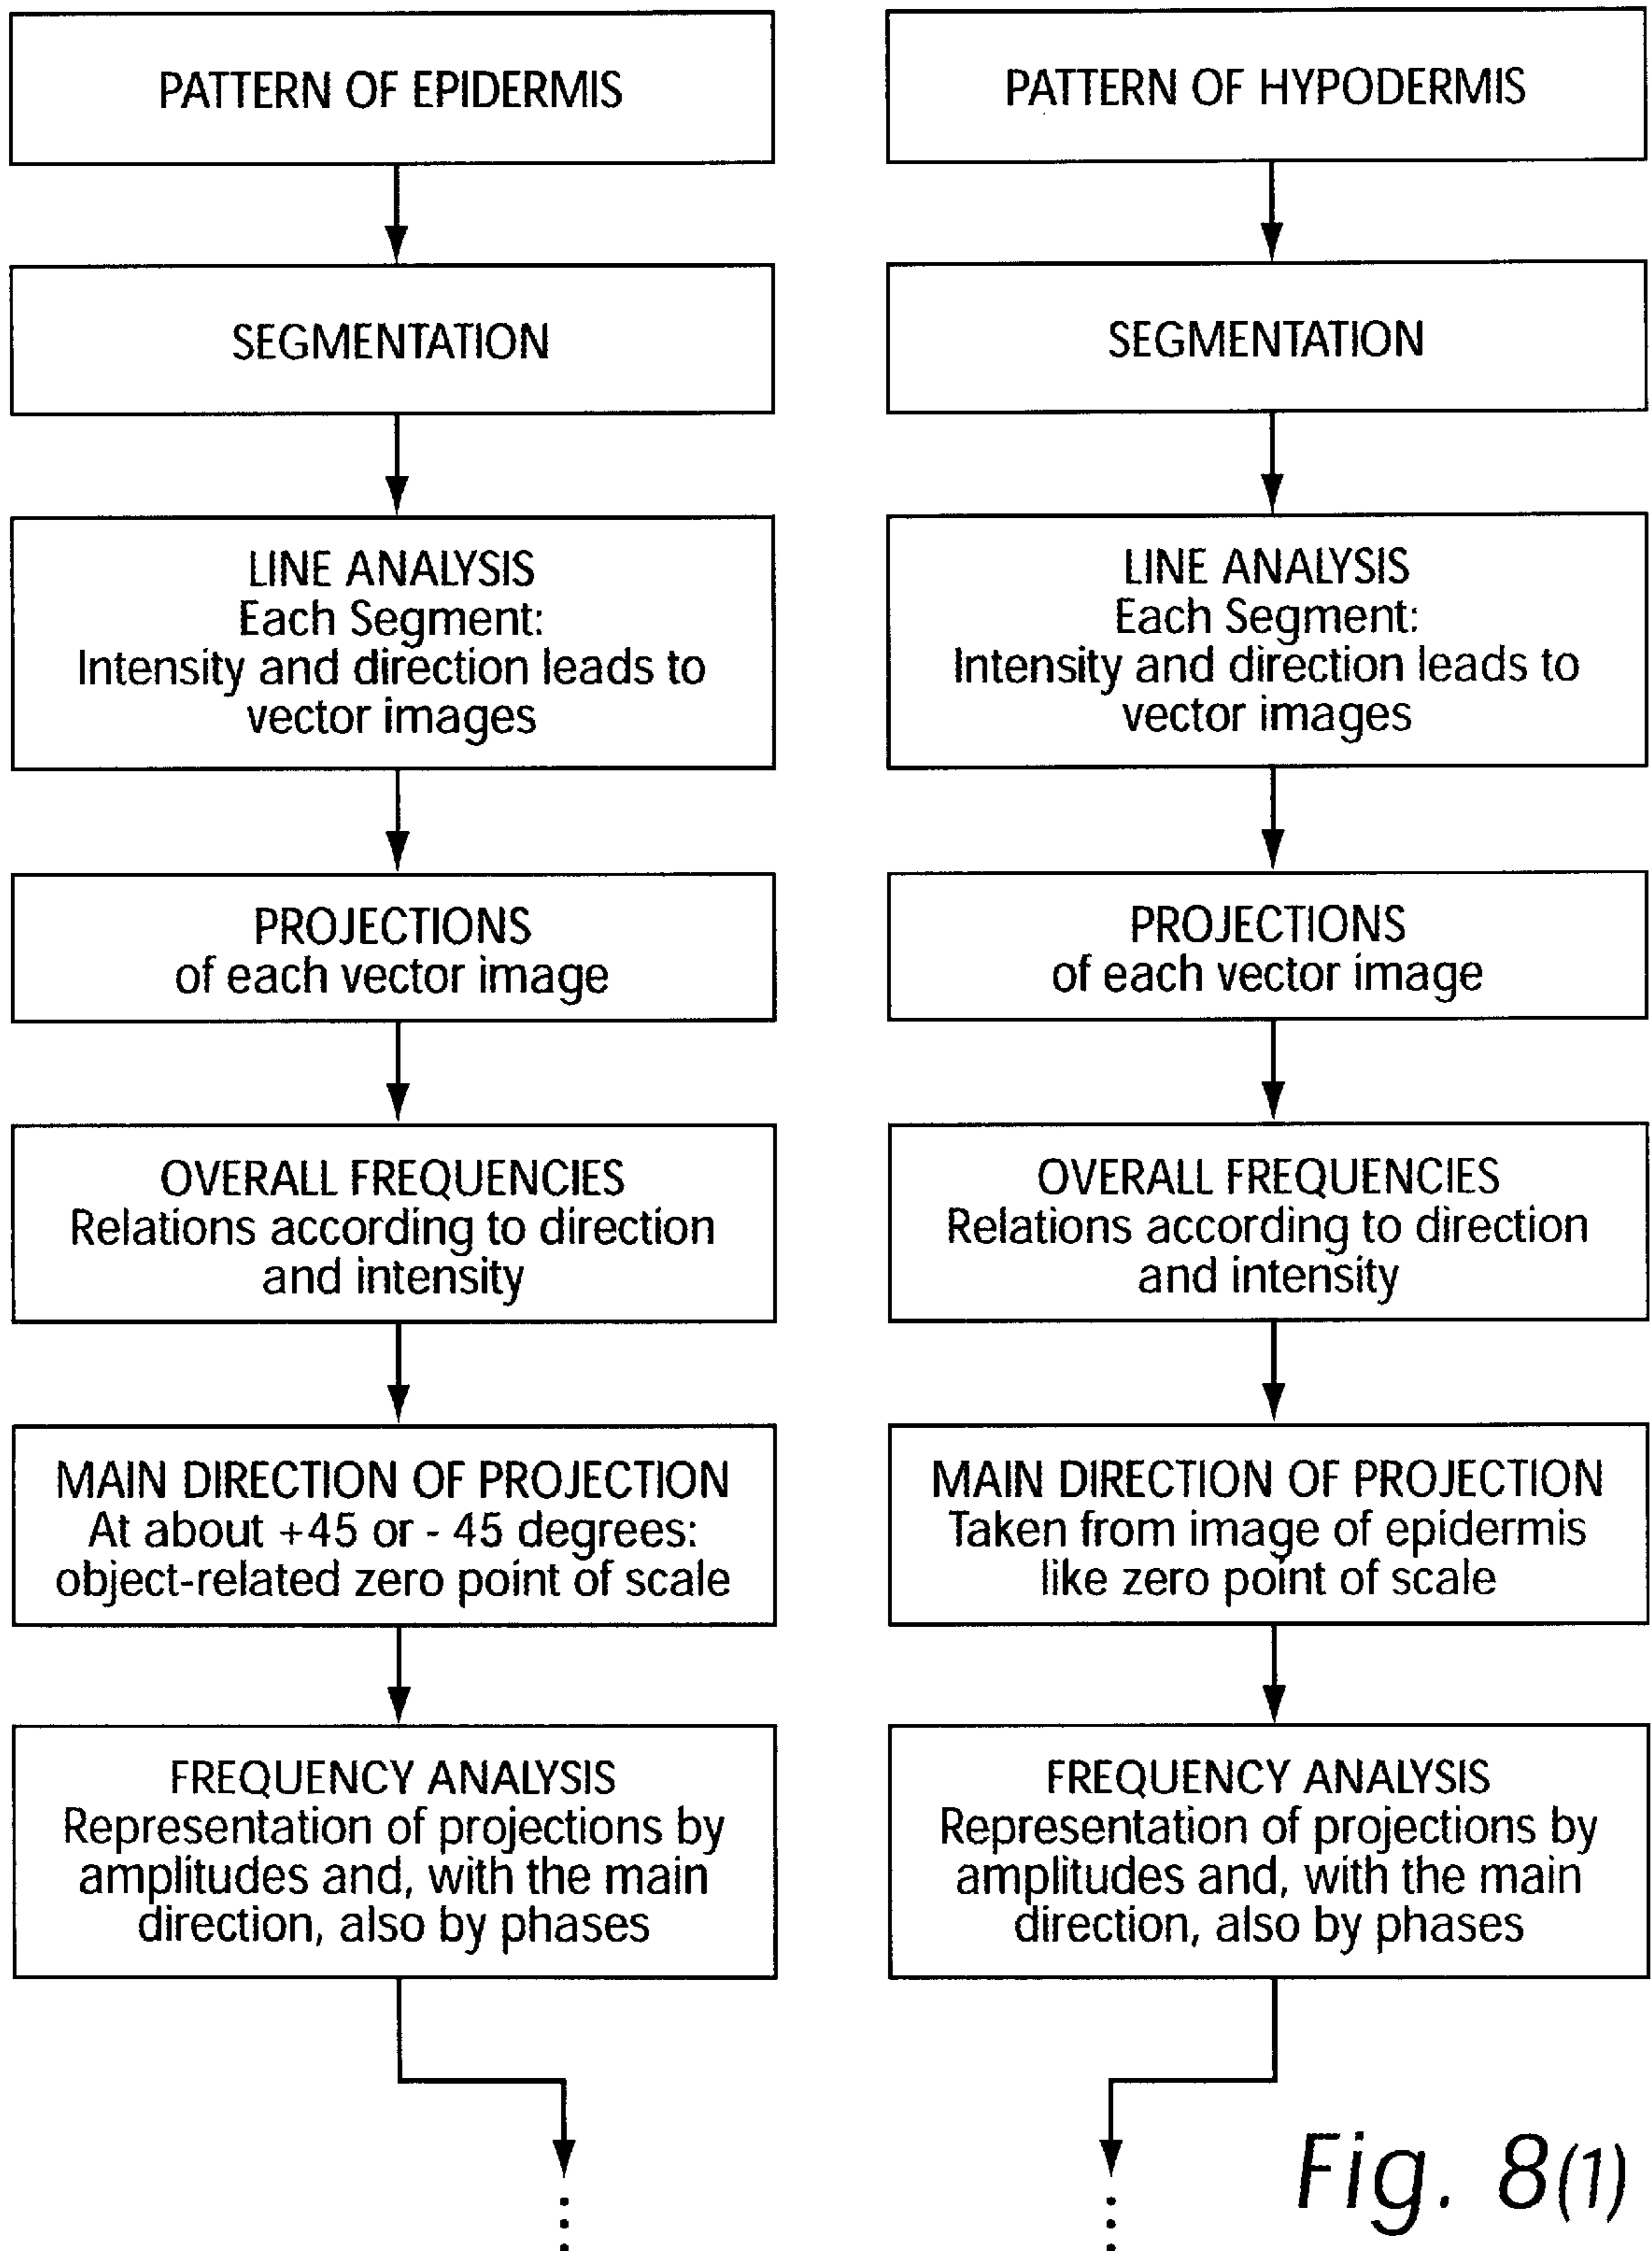 PATTERN OF EPIDERMIS
SEGMENTATION
LINE ANALYSIS
Each Segment:
Intensity and direction leads to
vector images
PROJECTIONS
of each vector image
OVERALL FREQUENCIES
Relations according to direction
and intensity
MAIN DIRECTION OF PROJECTION
At about +45 or - 45 degrees:
object-related zero point of scale
FREQUENCY ANALYSIS
Representation of projections by
amplitudes and, with the main
direction, also by phases
PATTERN OF HYPODERMIS
SEGMENTATION
LINE ANALYSIS
Each Segment:
Intensity and direction leads to
vector images
PROJECTIONS
of each vector image
OVERALL FREQUENCIES
Relations according to direction
and intensity
MAIN DIRECTION OF PROJECTION
Taken from image of epidermis
like zero point of scale
FREQUENCY ANALYSIS
Representation of projections by
amplitudes and, with the main
direction, also by phases
Fig. 8(1)